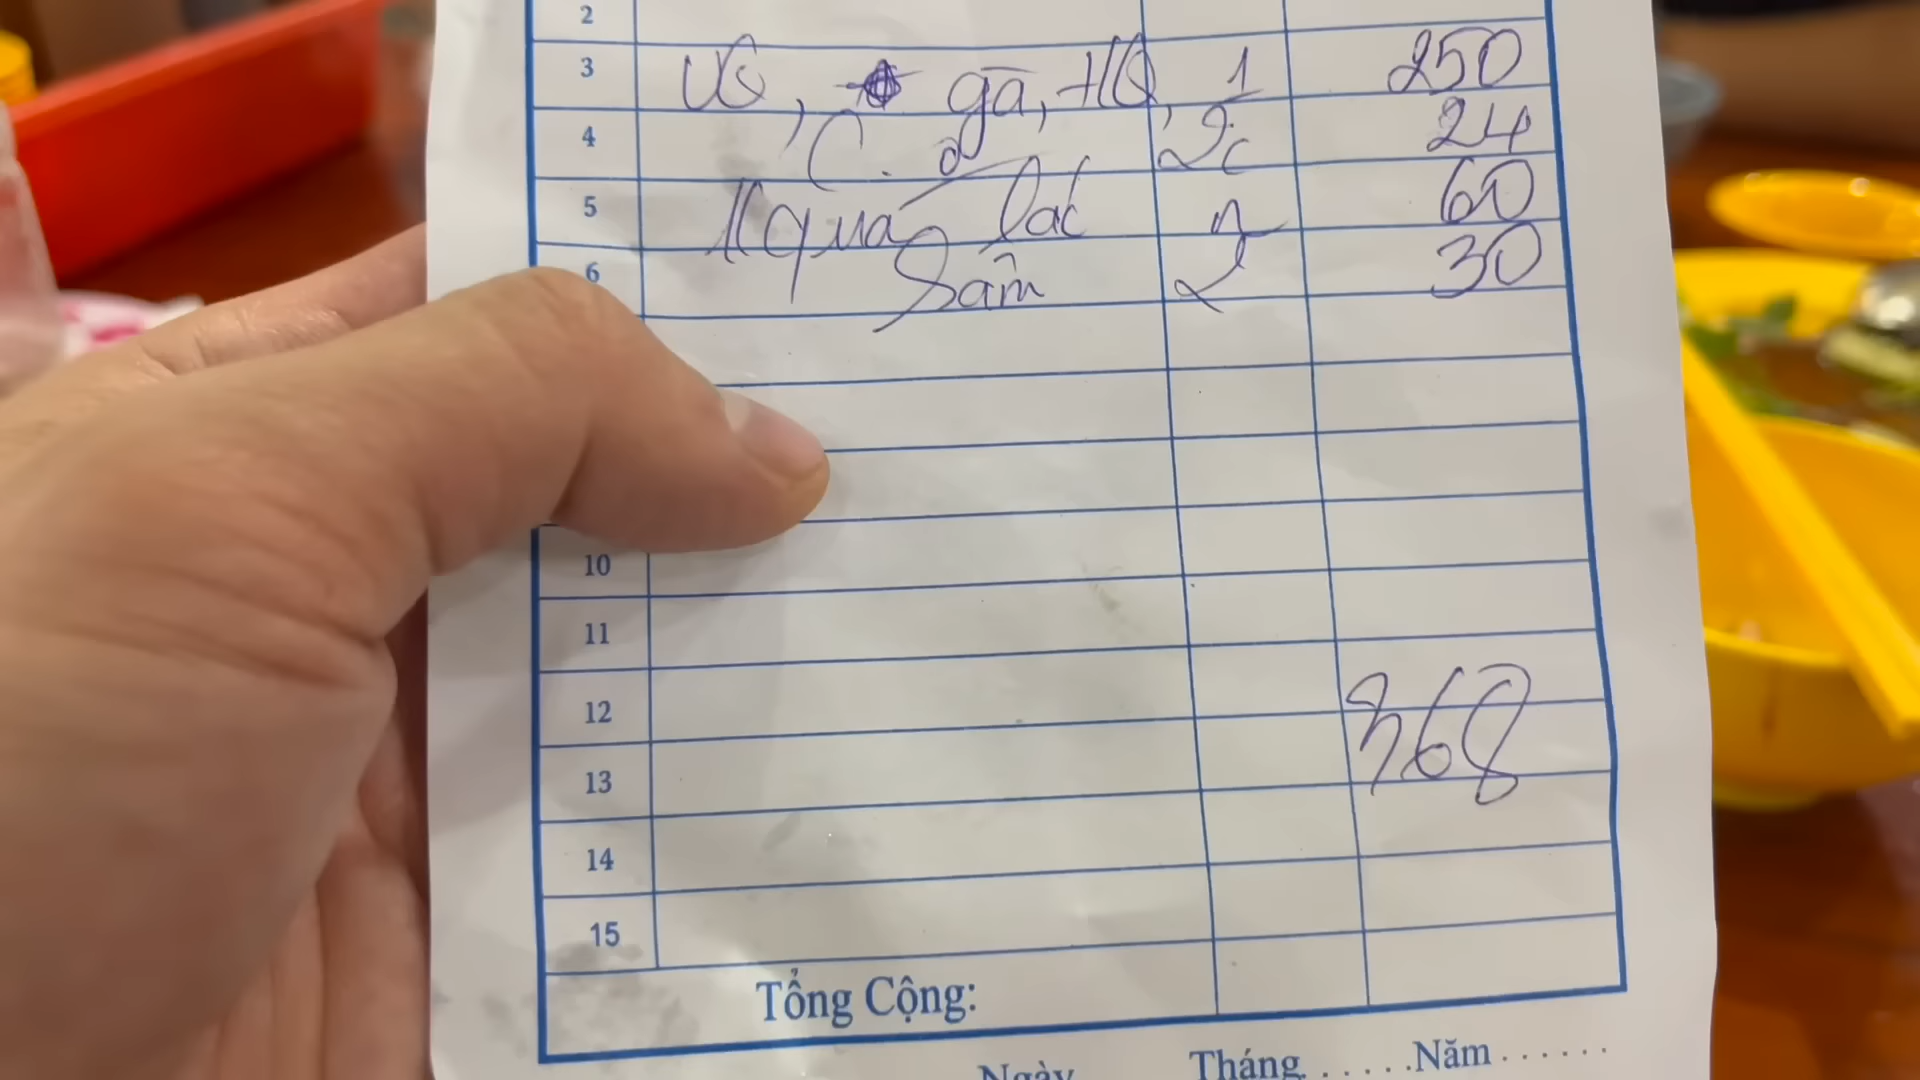 2
3 gà, 1 250
4 24
5 2 60
6 Sâm 2 30
10
11
12
368
13
14
15
Tổng Cộng:
Ngày Tháng ......Năm ......